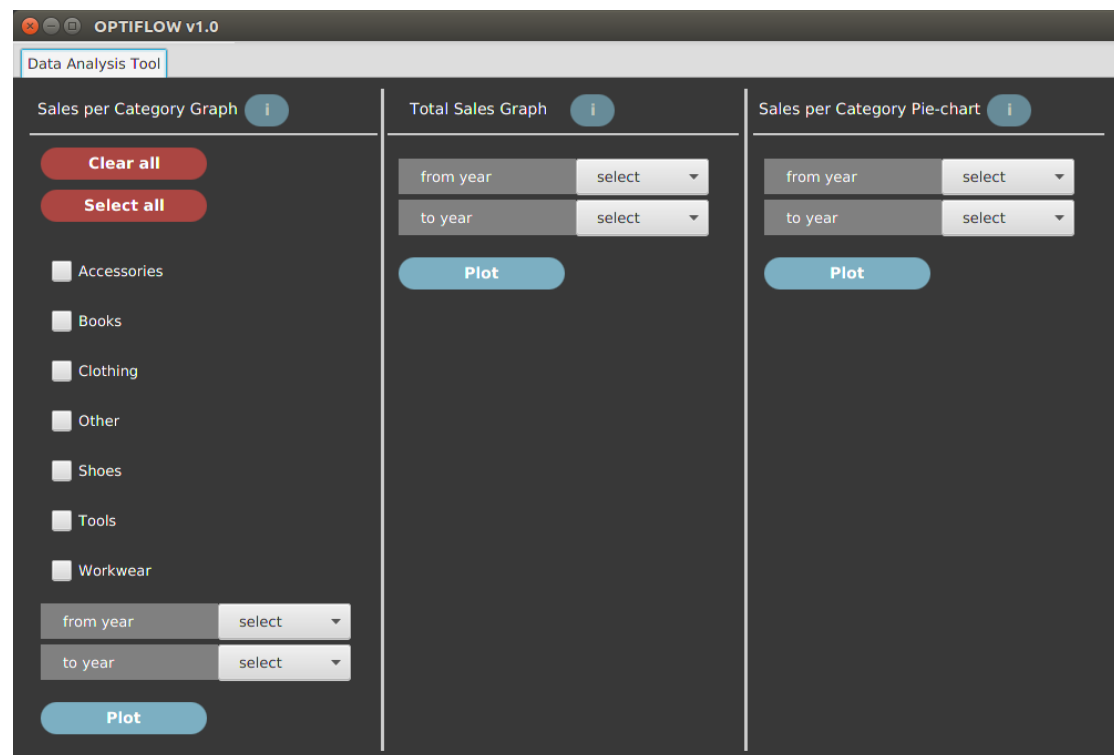 OPTIFLOW v1.0
Data Analysis Tool
Sales per Category Graph i
Clear all
Select all
Accessories
Books
Clothing
Other
Shoes
Tools
Workwear
from year select
to year select
Plot
Total Sales Graph i
from year select
to year select
Plot
Sales per Category Pie-chart i
from year select
to year select
Plot